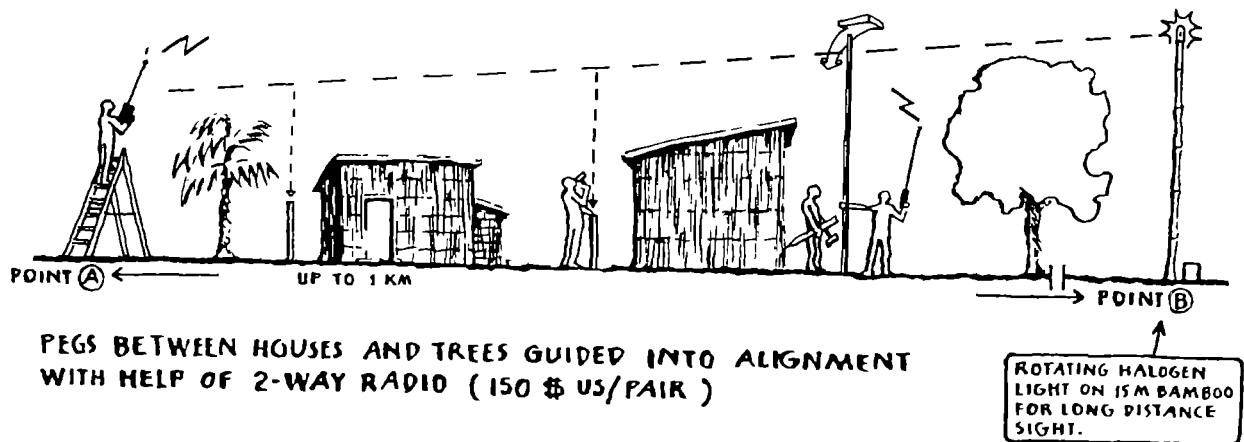 POINT A
UP TO 1 KM
POINT B
PEGS BETWEEN HOUSES AND TREES GUIDED INTO ALIGNMENT
WITH HELP OF 2-WAY RADIO (150 $ US/PAIR)
ROTATING HALOGEN
LIGHT ON 15 M BAMBOO
FOR LONG DISTANCE
SIGHT.